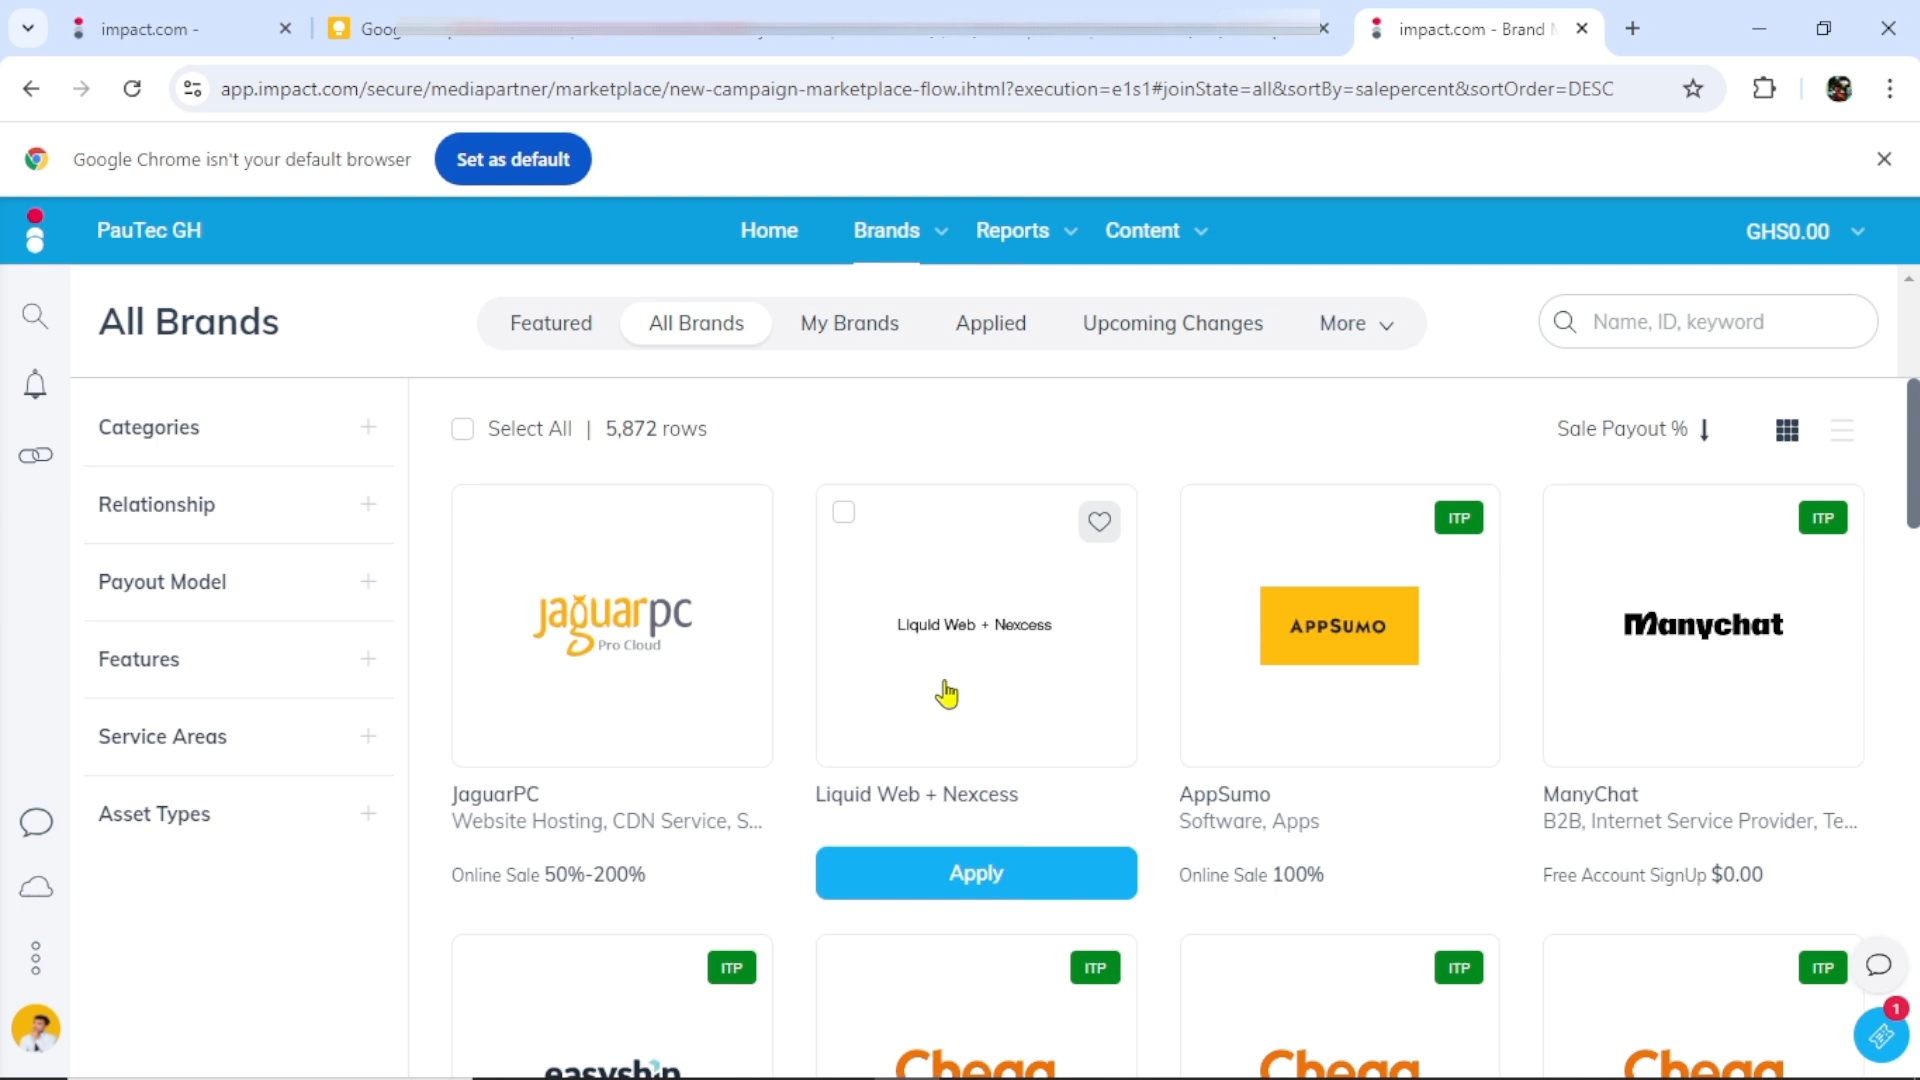 impact.com -
impact.com - Brand
app.impact.com/secure/mediapartner/marketplace/new-campaign-marketplace-flow.ihtml?execution=e1s1#joinState=all&sortBy=salepercent&sortOrder=DESC
Google Chrome isn't your default browser
Set as default
PauTec GH
Home
Brands
Reports
Content
GHS0.00
All Brands
Featured
All Brands
My Brands
Applied
Upcoming Changes
More
Name, ID, keyword
Categories
Relationship
Payout Model
Features
Service Areas
Asset Types
Select All | 5,872 rows
Sale Payout %
jaguarpc
Pro Cloud
JaguarPC
Website Hosting, CDN Service, S...
Online Sale 50%-200%
Liquid Web + Nexcess
Liquid Web + Nexcess
Apply
ITP
APPSUMO
AppSumo
Software, Apps
Online Sale 100%
ITP
Manychat
ManyChat
B2B, Internet Service Provider, Te...
Free Account SignUp $0.00
ITP
easyship
ITP
Chegg
ITP
Chegg
ITP
Chegg
1